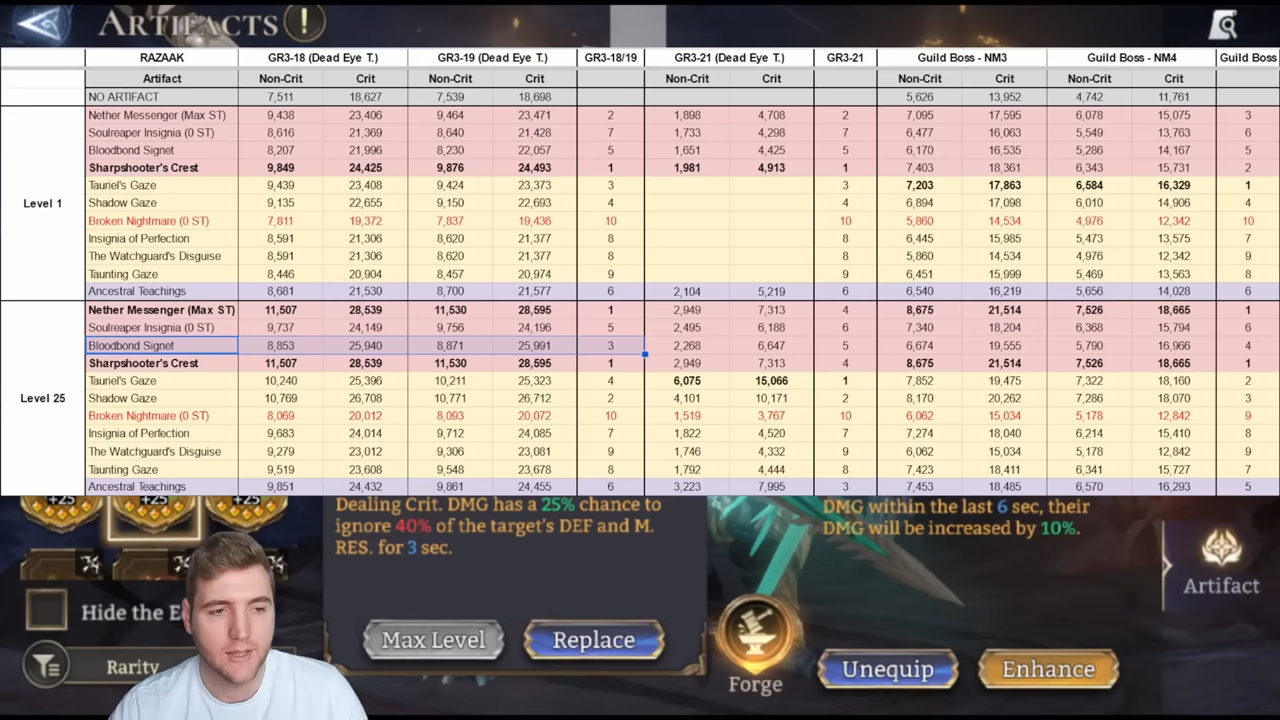 ARTIFACTS !
RAZAAK GR3-18 (Dead Eye T.) GR3-19 (Dead Eye T.) GR3-18/19 GR3-21 (Dead Eye T.) GR3-21 Guild Boss - NM3 Guild Boss - NM4 Guild Boss
Artifact Non-Crit Crit Non-Crit Crit Non-Crit Crit Non-Crit Crit Non-Crit Crit
NO ARTIFACT 7,511 18,627 7,539 18,698 5,626 13,952 4,742 11,761
Nether Messenger (Max ST) 9,438 23,406 9,464 23,471 2 1,898 4,708 2 7,095 17,595 6,078 15,075 3
Soulreaper Insignia (0 ST) 8,616 21,369 8,640 21,428 7 1,733 4,298 7 6,477 16,063 5,549 13,763 6
Bloodbond Signet 8,207 21,996 8,230 22,057 5 1,651 4,425 5 6,170 16,535 5,286 14,167 5
Sharpshooter's Crest 9,849 24,425 9,876 24,493 1 1,981 4,913 1 7,403 18,361 6,343 15,731 2
Tauriel's Gaze 9,439 23,408 9,424 23,373 3 3 7,203 17,863 6,584 16,329 1
Level 1
Shadow Gaze 9,135 22,655 9,150 22,693 4 4 6,894 17,098 6,010 14,906 4
Broken Nightmare (0 ST) 7,811 19,372 7,837 19,436 10 10 5,860 14,534 4,976 12,342 10
Insignia of Perfection 8,591 21,306 8,620 21,377 8 8 6,445 15,985 5,473 13,575 7
The Watchguard's Disguise 8,591 21,306 8,620 21,377 8 8 5,860 14,534 4,976 12,342 9
Taunting Gaze 8,446 20,904 8,457 20,974 9 9 6,451 15,999 5,469 13,563 8
Ancestral Teachings 8,681 21,530 8,700 21,577 6 2,104 5,219 6 6,540 16,219 5,656 14,028 6
Nether Messenger (Max ST) 11,507 28,539 11,530 28,595 1 2,949 7,313 4 8,675 21,514 7,526 18,665 1
Soulreaper Insignia (0 ST) 9,737 24,149 9,756 24,196 5 2,495 6,188 6 7,340 18,204 6,368 15,794 6
Bloodbond Signet 8,853 25,940 8,871 25,991 3 2,268 6,647 5 6,674 19,555 5,790 16,966 4
Sharpshooter's Crest 11,507 28,539 11,530 28,595 1 2,949 7,313 4 8,675 21,514 7,526 18,665 1
Tauriel's Gaze 10,240 25,396 10,211 25,323 4 6,075 15,066 1 7,852 19,475 7,322 18,160 2
Level 25
Shadow Gaze 10,769 26,708 10,771 26,712 2 4,101 10,171 2 8,170 20,262 7,286 18,070 3
Broken Nightmare (0 ST) 8,069 20,012 8,093 20,072 10 1,519 3,767 10 6,062 15,034 5,178 12,842 9
Insignia of Perfection 9,683 24,014 9,712 24,085 7 1,822 4,520 7 7,274 18,040 6,214 15,410 8
The Watchguard's Disguise 9,279 23,012 9,306 23,081 9 1,746 4,332 9 6,062 15,034 5,178 12,842 9
Taunting Gaze 9,519 23,608 9,548 23,678 8 1,792 4,444 8 7,423 18,411 6,341 15,727 7
Ancestral Teachings 9,851 24,432 9,861 24,455 6 3,223 7,995 3 7,453 18,485 6,570 16,293 5
+25 +25 +25
Dealing Crit. DMG has a 25% chance to
ignore 40% of the target's DEF and M.
RES. for 3 sec.
DMG within the last 6 sec, their
DMG will be increased by 10%.
Artifact
Hide the
Max Level
Replace
Rarity
Forge
Unequip
Enhance